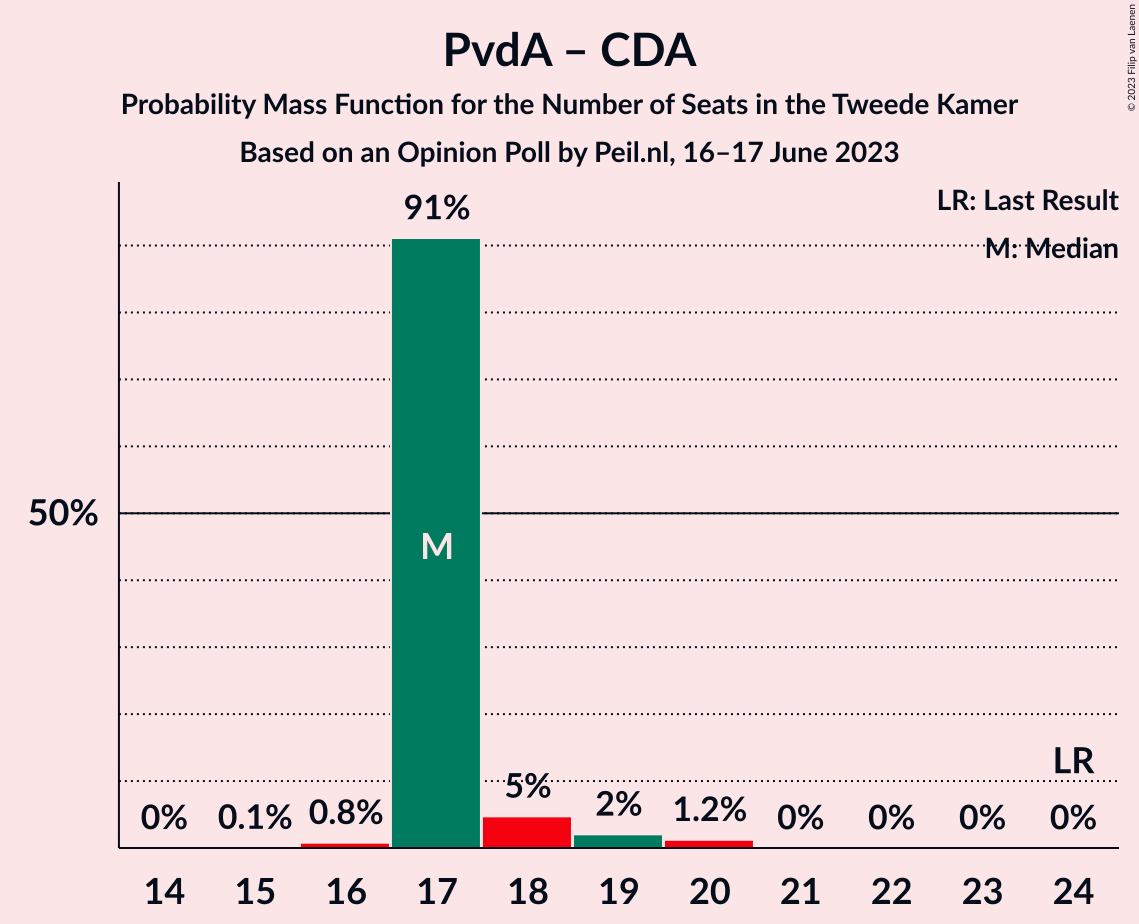 PvdA – CDA
Probability Mass Function for the Number of Seats in the Tweede Kamer
Based on an Opinion Poll by Peil.nl, 16–17 June 2023
© 2023 Filip van Laenen
LR: Last Result
M: Median
91%
50%
M
LR
0% 0.1% 0.8% 5% 2% 1.2% 0% 0% 0% 0%
14 15 16 17 18 19 20 21 22 23 24